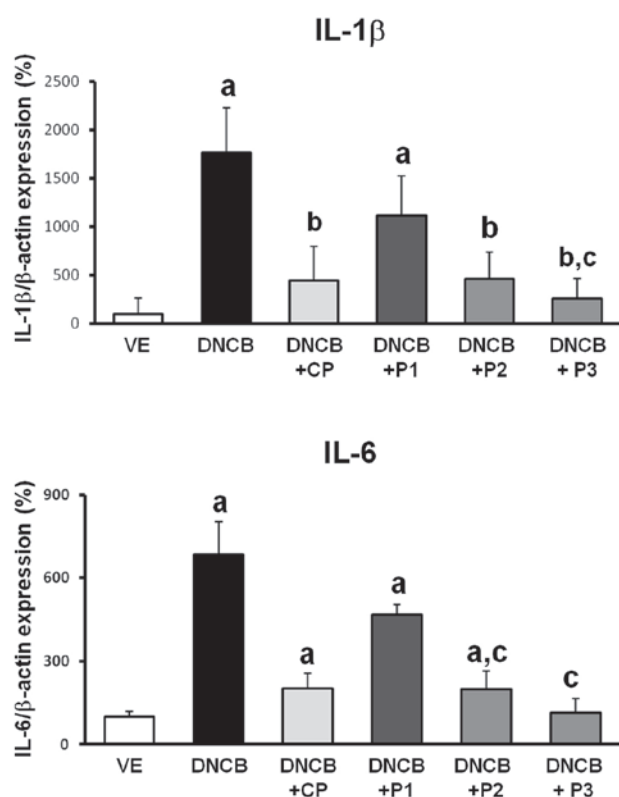 IL-1β
IL-1β/β-actin expression (%)
2500
2000
1500
1000
500
0
a
b
a
b
b,c
VE
DNCB
DNCB
+CP
DNCB
+P1
DNCB
+P2
DNCB
+ P3
IL-6
IL-6/β-actin expression (%)
900
600
300
0
a
a
a
a,c
c
VE
DNCB
DNCB
+CP
DNCB
+P1
DNCB
+P2
DNCB
+ P3